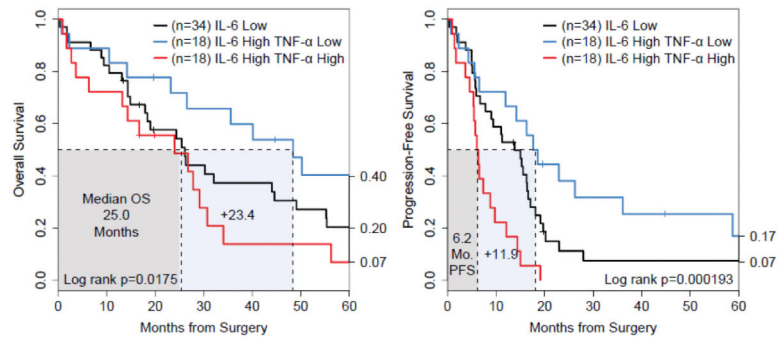 (n=34) IL-6 Low
(n=18) IL-6 High TNF-α Low
(n=18) IL-6 High TNF-α High
Overall Survival
1.0
0.8
0.6
0.4
0.2
0.0
Median OS
25.0
Months
+23.4
0.40
0.20
0.07
Log rank p=0.0175
0 10 20 30 40 50 60
Months from Surgery
(n=34) IL-6 Low
(n=18) IL-6 High TNF-α Low
(n=18) IL-6 High TNF-α High
Progression-Free Survival
1.0
0.8
0.6
0.4
0.2
0.0
6.2
Mo.
PFS
+11.9
0.17
0.07
Log rank p=0.000193
0 10 20 30 40 50 60
Months from Surgery